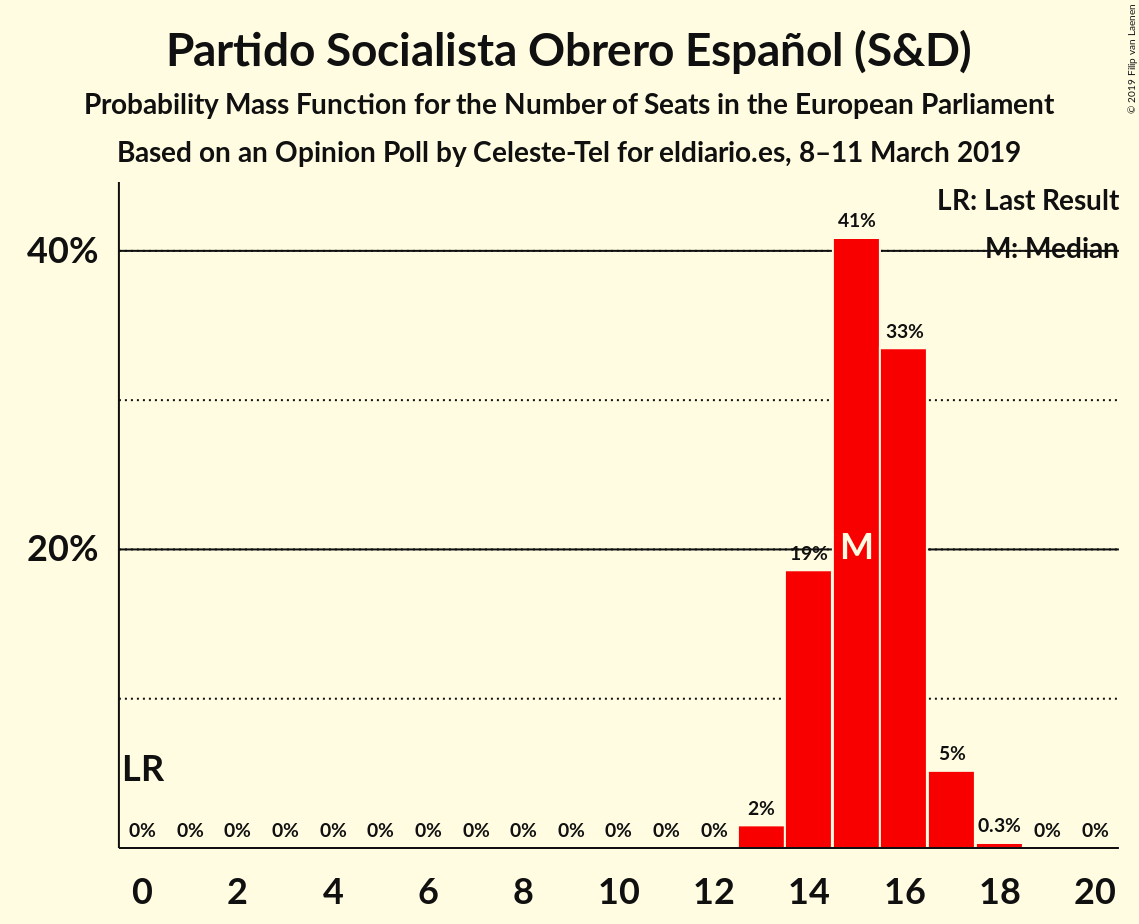 Partido Socialista Obrero Español (S&D)
Probability Mass Function for the Number of Seats in the European Parliament
Based on an Opinion Poll by Celeste-Tel for eldiario.es, 8–11 March 2019
© 2019 Filip van Laenen
LR: Last Result
M: Median
40%
20%
41%
33%
19%
M
LR
5%
2%
0.3%
0% 0% 0% 0% 0% 0% 0% 0% 0% 0% 0% 0% 0% 0% 0%
0 2 4 6 8 10 12 14 16 18 20